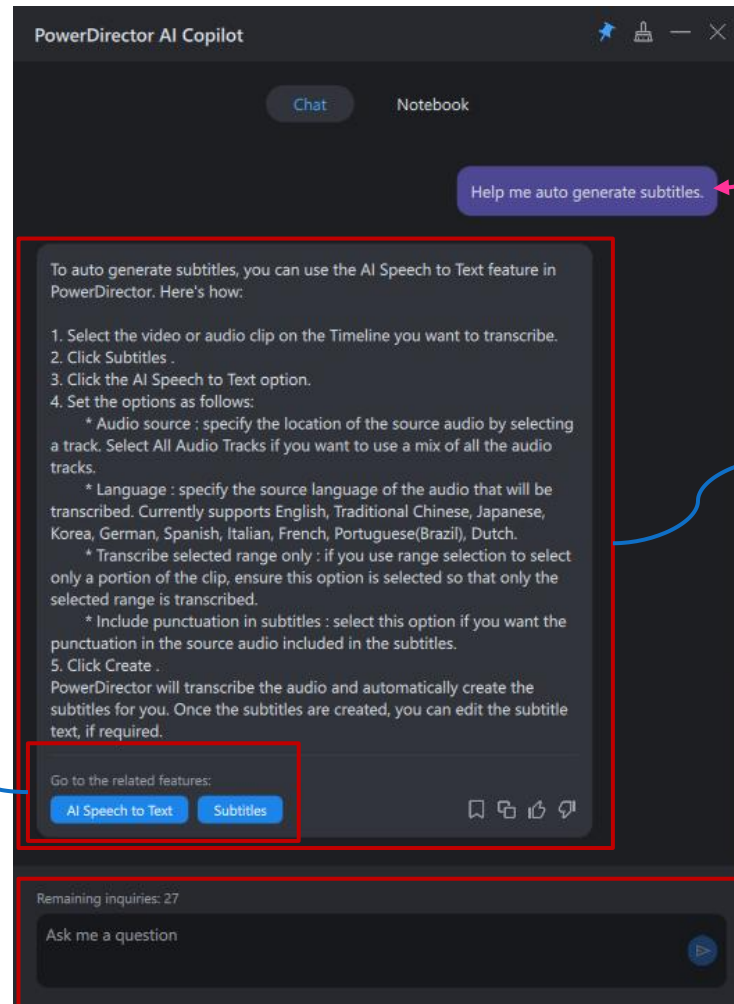 PowerDirector AI Copilot
Chat Notebook
Help me auto generate subtitles.
To auto generate subtitles, you can use the AI Speech to Text feature in
PowerDirector. Here's how:
1. Select the video or audio clip on the Timeline you want to transcribe.
2. Click Subtitles .
3. Click the AI Speech to Text option.
4. Set the options as follows:
* Audio source : specify the location of the source audio by selecting
a track. Select All Audio Tracks if you want to use a mix of all the audio
tracks.
* Language : specify the source language of the audio that will be
transcribed. Currently supports English, Traditional Chinese, Japanese,
Korea, German, Spanish, Italian, French, Portuguese(Brazil), Dutch.
* Transcribe selected range only : if you use range selection to select
only a portion of the clip, ensure this option is selected so that only the
selected range is transcribed.
* Include punctuation in subtitles : select this option if you want the
punctuation in the source audio included in the subtitles.
5. Click Create .
PowerDirector will transcribe the audio and automatically create the
subtitles for you. Once the subtitles are created, you can edit the subtitle
text, if required.
Go to the related features:
AI Speech to Text Subtitles
Remaining inquiries: 27
Ask me a question